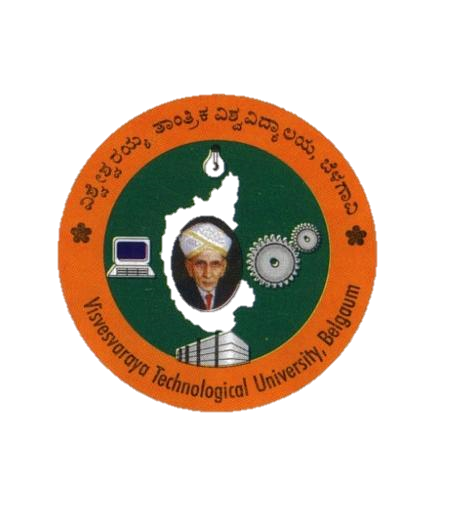 ವಿಶ್ವೇಶ್ವರಯ್ಯ ತಾಂತ್ರಿಕ ವಿಶ್ವವಿದ್ಯಾಲಯ, ಬೆಳಗಾವಿ
Visvesvaraya Technological University, Belgaum